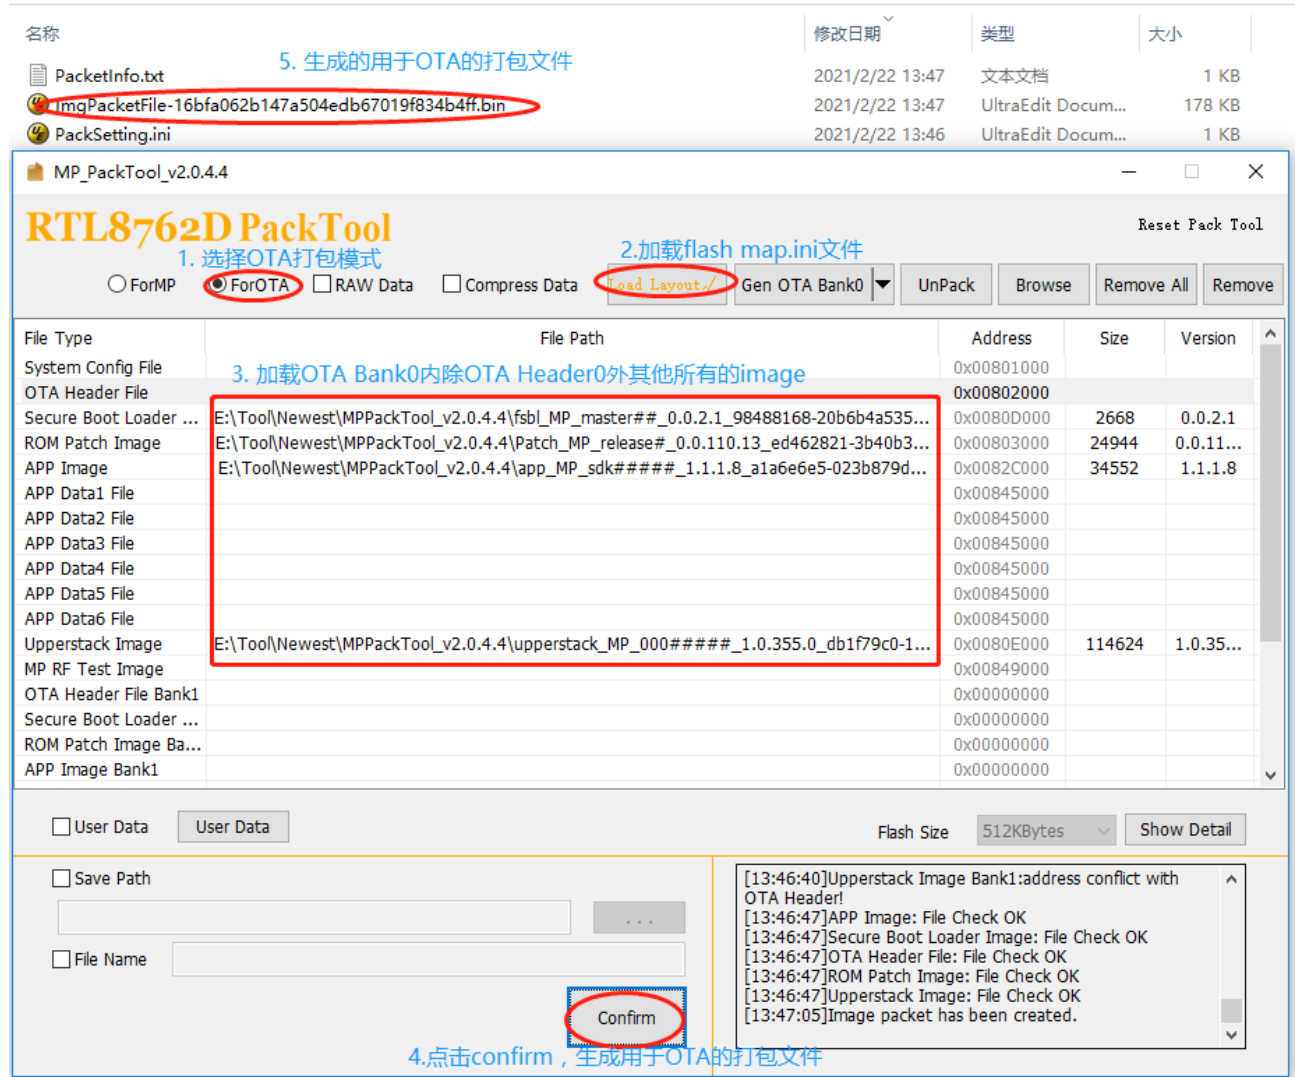 名称 修改日期 类型 大小
5. 生成的用于OTA的打包文件
PacketInfo.txt 2021/2/22 13:47 文本文档 1 KB
ImgPacketFile-16bfa062b147a504edb67019f834b4ff.bin 2021/2/22 13:47 UltraEdit Docum... 178 KB
PackSetting.ini 2021/2/22 13:46 UltraEdit Docum... 1 KB
MP_PackTool_v2.0.4.4
RTL8762D PackTool
Reset Pack Tool
1. 选择OTA打包模式
2.加载flash map.ini文件
ForMP ForOTA RAW Data Compress Data Load Layout√ Gen OTA Bank0 UnPack Browse Remove All Remove
File Type File Path Address Size Version
System Config File 0x00801000
3. 加载OTA Bank0内除OTA Header0外其他所有的image
OTA Header File 0x00802000
Secure Boot Loader ... E:\Tool\Newest\MPPackTool_v2.0.4.4\fsbl_MP_master##_0.0.2.1_98488168-20b6b4a535... 0x0080D000 2668 0.0.2.1
ROM Patch Image E:\Tool\Newest\MPPackTool_v2.0.4.4\Patch_MP_release#_0.0.110.13_ed462821-3b40b3... 0x00803000 24944 0.0.11...
APP Image E:\Tool\Newest\MPPackTool_v2.0.4.4\app_MP_sdk#####_1.1.1.8_a1a6e6e5-023b879d... 0x0082C000 34552 1.1.1.8
APP Data1 File 0x00845000
APP Data2 File 0x00845000
APP Data3 File 0x00845000
APP Data4 File 0x00845000
APP Data5 File 0x00845000
APP Data6 File 0x00845000
Upperstack Image E:\Tool\Newest\MPPackTool_v2.0.4.4\upperstack_MP_000#####_1.0.355.0_db1f79c0-1... 0x0080E000 114624 1.0.35...
MP RF Test Image 0x00849000
OTA Header File Bank1 0x00000000
Secure Boot Loader ... 0x00000000
ROM Patch Image Ba... 0x00000000
APP Image Bank1 0x00000000
User Data User Data Flash Size 512KBytes Show Detail
Save Path
...
File Name
Confirm
[13:46:40]Upperstack Image Bank1:address conflict with
OTA Header!
[13:46:47]APP Image: File Check OK
[13:46:47]Secure Boot Loader Image: File Check OK
[13:46:47]OTA Header File: File Check OK
[13:46:47]ROM Patch Image: File Check OK
[13:46:47]Upperstack Image: File Check OK
[13:47:05]Image packet has been created.
4.点击confirm，生成用于OTA的打包文件